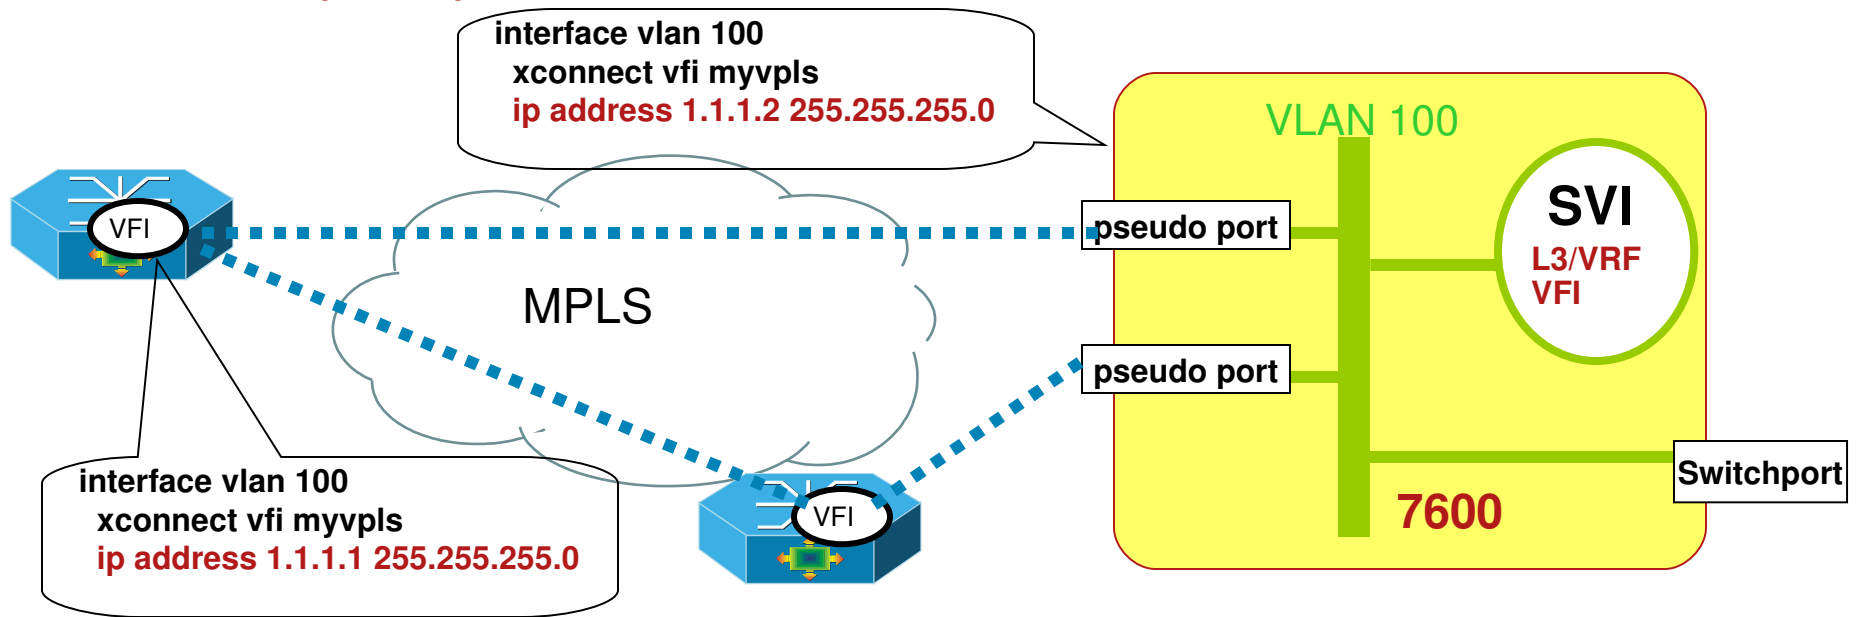 interface vlan 100
xconnect vfi myvpls
ip address 1.1.1.2 255.255.255.0
VLAN 100
VFI
pseudo port
SVI
L3/VRF
VFI
MPLS
pseudo port
interface vlan 100
xconnect vfi myvpls
ip address 1.1.1.1 255.255.255.0
VFI
7600
Switchport